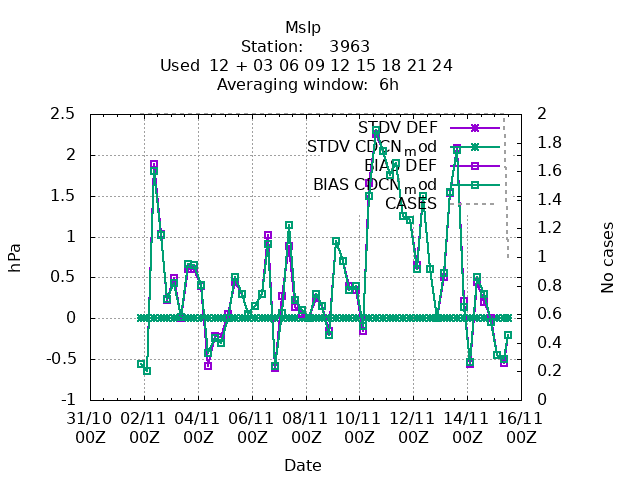 Mslp
Station: 3963
Used 12 + 03 06 09 12 15 18 21 24
Averaging window: 6h
2.5
2
1.5
1
0.5
0
-0.5
-1
hPa
STDV DEF
STDV CDCN_mod
BIAS DEF
BIAS CDCN_mod
CASES
2
1.8
1.6
1.4
1.2
1
0.8
0.6
0.4
0.2
0
No cases
31/10 02/11 04/11 06/11 08/11 10/11 12/11 14/11 16/11
00Z 00Z 00Z 00Z 00Z 00Z 00Z 00Z 00Z
Date